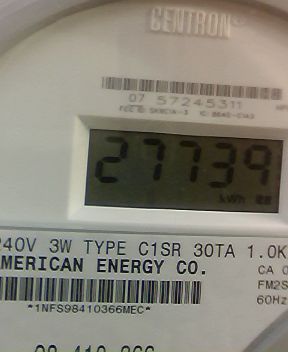 CENTRON
07 57245311
27739
kWh
240V 3W TYPE C1SR 30TA 1.0K
AMERICAN ENERGY CO.
CA 0
FM2S
60Hz
*1NFS98410366MEC*